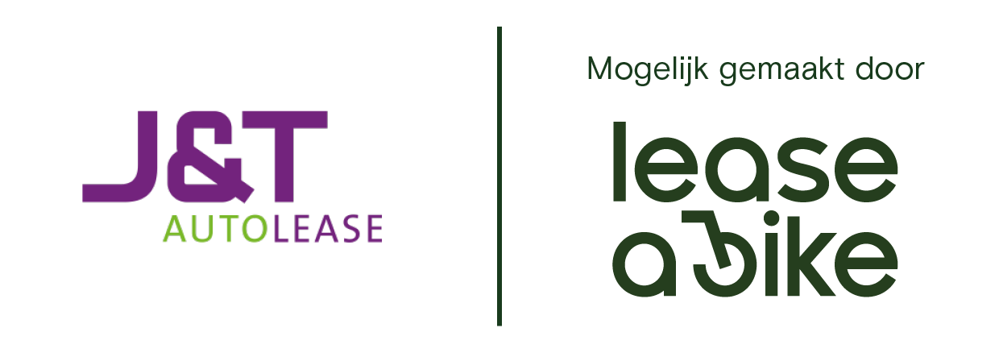 J&T
AUTOLEASE
Mogelijk gemaakt door
lease
a bike